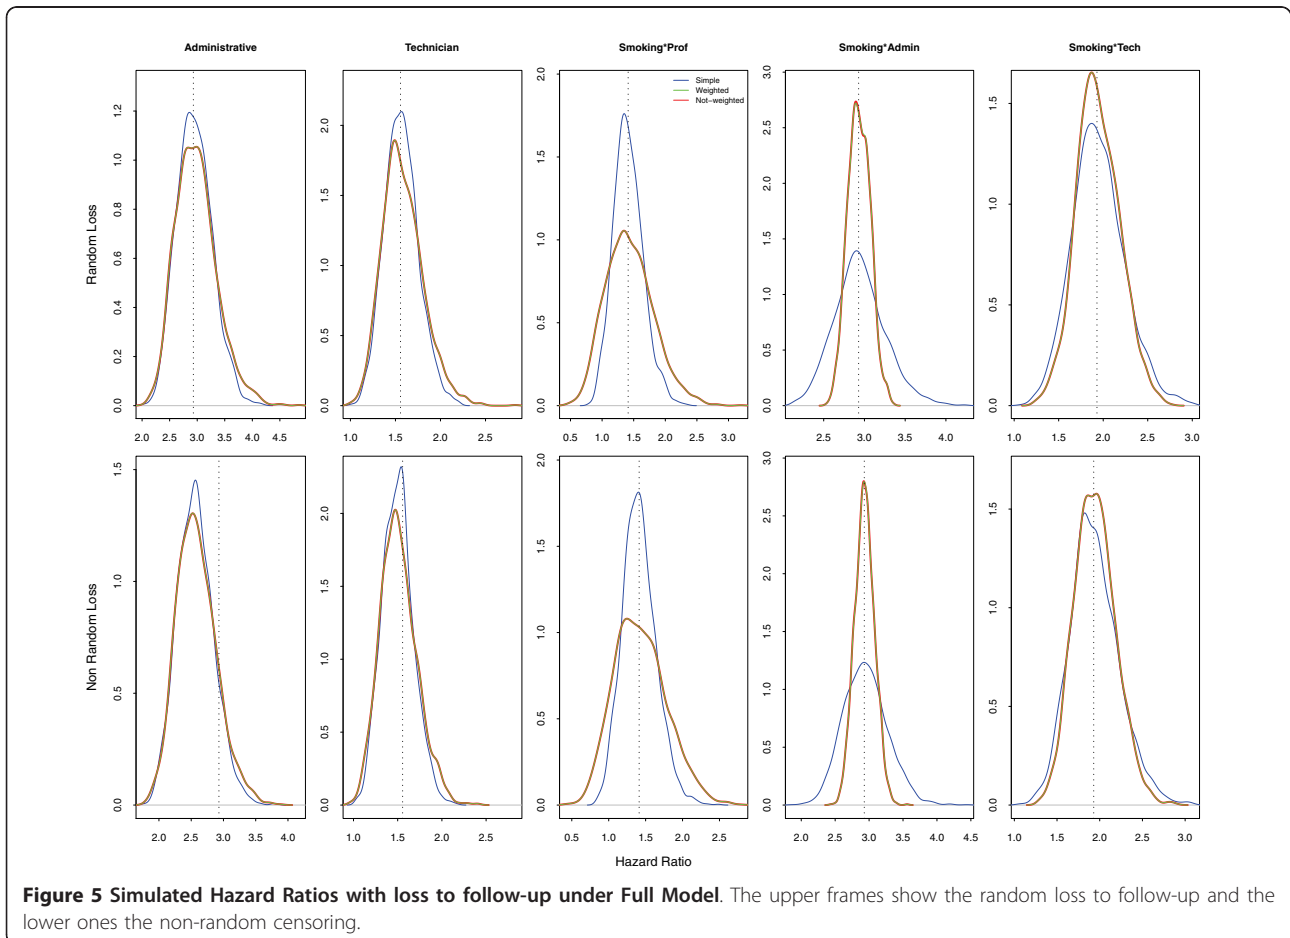 Administrative
Technician
Smoking*Prof
Smoking*Admin
Smoking*Tech
Random Loss
0.0 0.2 0.4 0.6 0.8 1.0 1.2
2.0 2.5 3.0 3.5 4.0 4.5
0.0 0.5 1.0 1.5 2.0
1.0 1.5 2.0 2.5
Simple
Weighted
Not-weighted
0.0 0.5 1.0 1.5 2.0
0.5 1.0 1.5 2.0 2.5 3.0
0.0 0.5 1.0 1.5 2.0 2.5 3.0
2.5 3.0 3.5 4.0
0.0 0.5 1.0 1.5
1.0 1.5 2.0 2.5 3.0
Non Random Loss
0.0 0.5 1.0 1.5
2.0 2.5 3.0 3.5 4.0
0.0 0.5 1.0 1.5 2.0
1.0 1.5 2.0 2.5
0.0 0.5 1.0 1.5 2.0
0.5 1.0 1.5 2.0 2.5
0.0 0.5 1.0 1.5 2.0 2.5 3.0
2.0 2.5 3.0 3.5 4.0 4.5
0.0 0.5 1.0 1.5
1.0 1.5 2.0 2.5 3.0
Hazard Ratio
Figure 5 Simulated Hazard Ratios with loss to follow-up under Full Model. The upper frames show the random loss to follow-up and the
lower ones the non-random censoring.